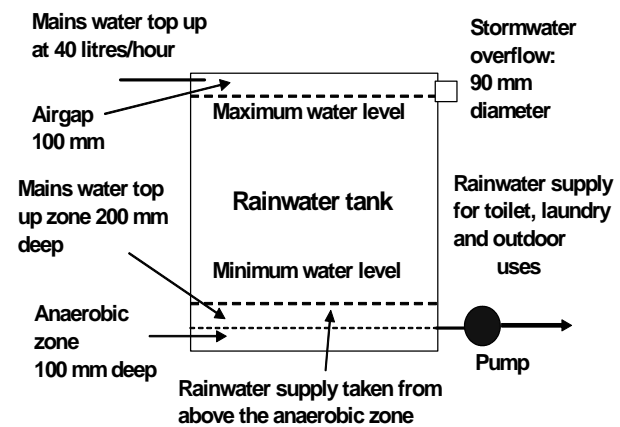 Mains water top up
at 40 litres/hour
Stormwater
overflow:
90 mm
diameter
Airgap
100 mm
Maximum water level
Mains water top
up zone 200 mm
deep
Rainwater tank
Rainwater supply
for toilet, laundry
and outdoor
uses
Minimum water level
Anaerobic
zone
100 mm deep
Pump
Rainwater supply taken from
above the anaerobic zone